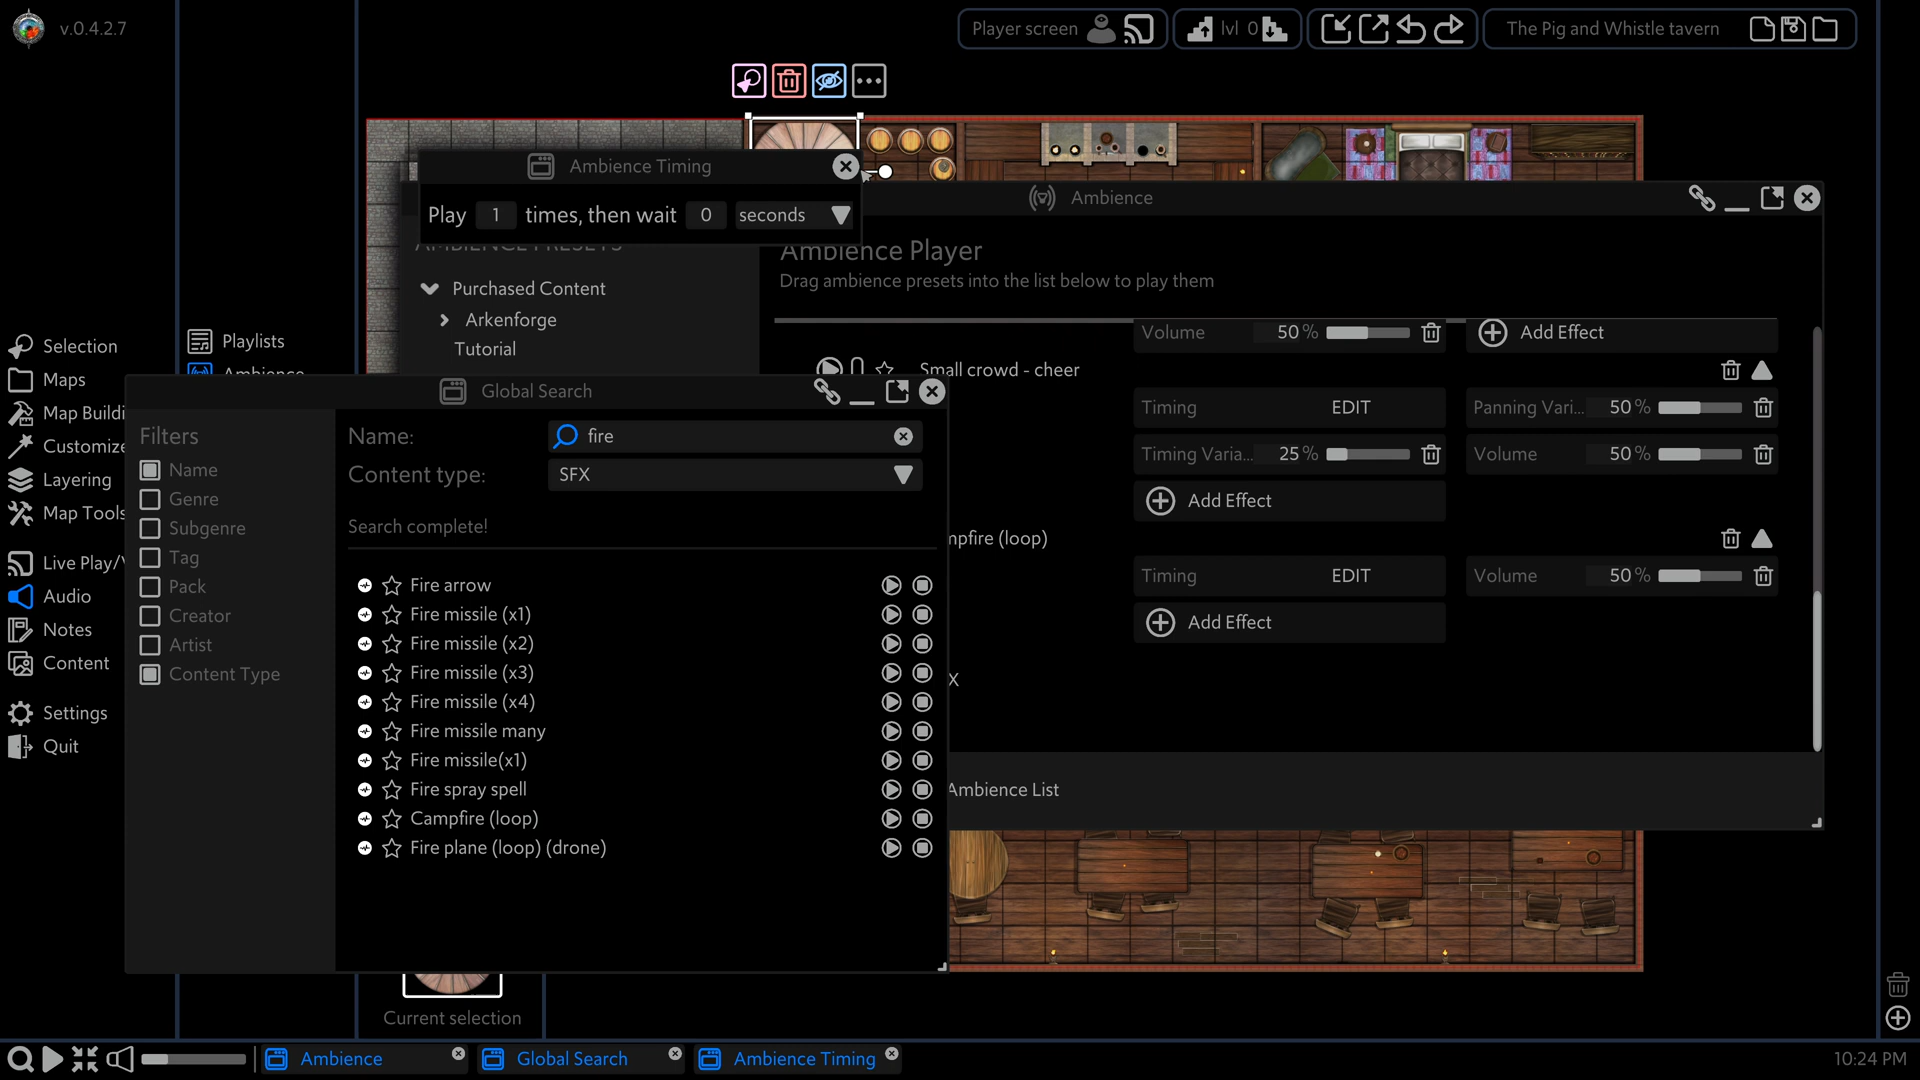 v.0.4.2.7
Player screen
lvl 0
The Pig and Whistle tavern
Ambience Timing
Play 1 times, then wait 0 seconds
AMBIENCE PRESETS
Purchased Content
Arkenforge
Tutorial
Ambience
Ambience Player
Drag ambience presets into the list below to play them
Volume 50 %
Add Effect
Small crowd - cheer
Timing EDIT
Panning Vari... 50 %
Timing Varia... 25 %
Volume 50 %
Add Effect
mpfire (loop)
Timing EDIT
Volume 50 %
Add Effect
X
Ambience List
Selection
Maps
Map Buildi
Customize
Layering
Map Tools
Live Play/
Audio
Notes
Content
Settings
Quit
Playlists
Ambience
Global Search
Filters
Name
Genre
Subgenre
Tag
Pack
Creator
Artist
Content Type
Name: fire
Content type: SFX
Search complete!
Fire arrow
Fire missile (x1)
Fire missile (x2)
Fire missile (x3)
Fire missile (x4)
Fire missile many
Fire missile(x1)
Fire spray spell
Campfire (loop)
Fire plane (loop) (drone)
Current selection
Ambience
Global Search
Ambience Timing
10:24 PM